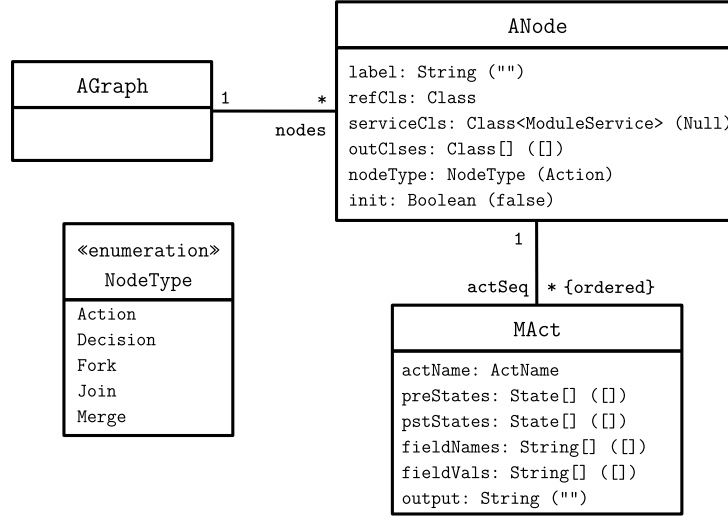 ANode
label: String ("")
refCls: Class
serviceCls: Class<ModuleService> (Null)
outClses: Class[] ([])
nodeType: NodeType (Action)
init: Boolean (false)
AGraph
1
*
nodes
«enumeration»
NodeType
Action
Decision
Fork
Join
Merge
1
actSeq
* {ordered}
MAct
actName: ActName
preStates: State[] ([])
pstStates: State[] ([])
fieldNames: String[] ([])
fieldVals: String[] ([])
output: String ("")